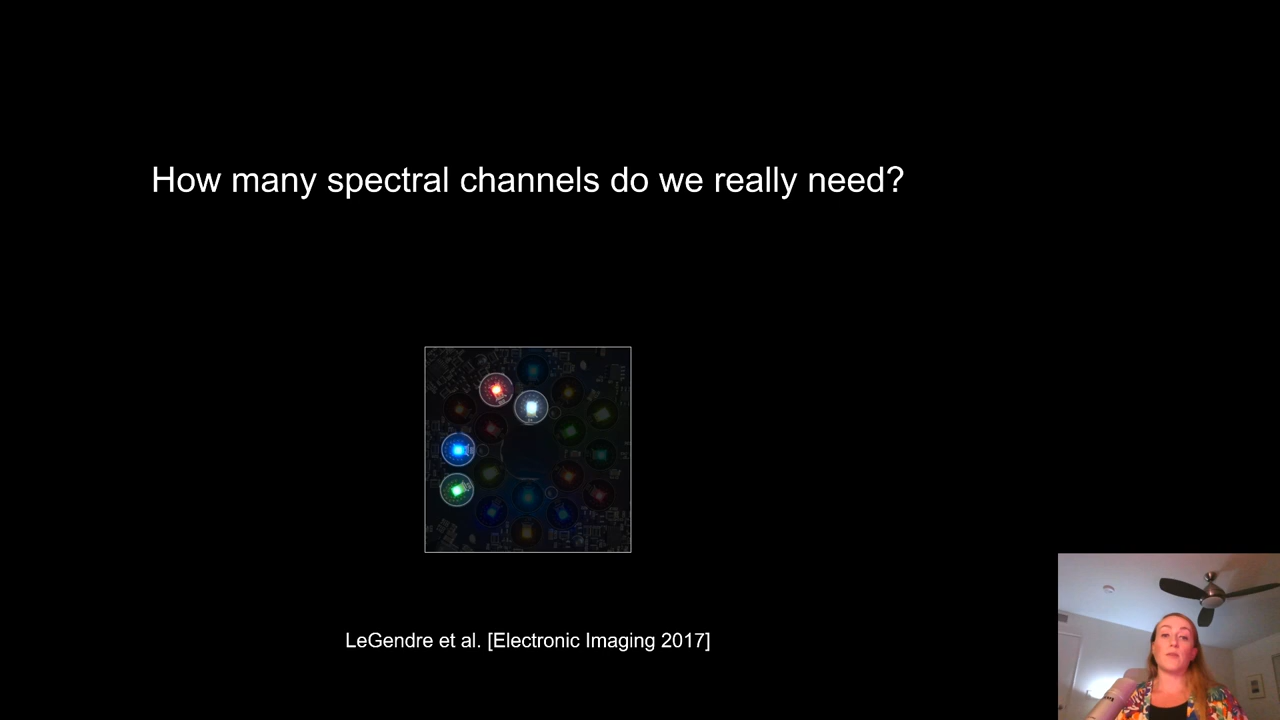 How many spectral channels do we really need?
LeGendre et al. [Electronic Imaging 2017]